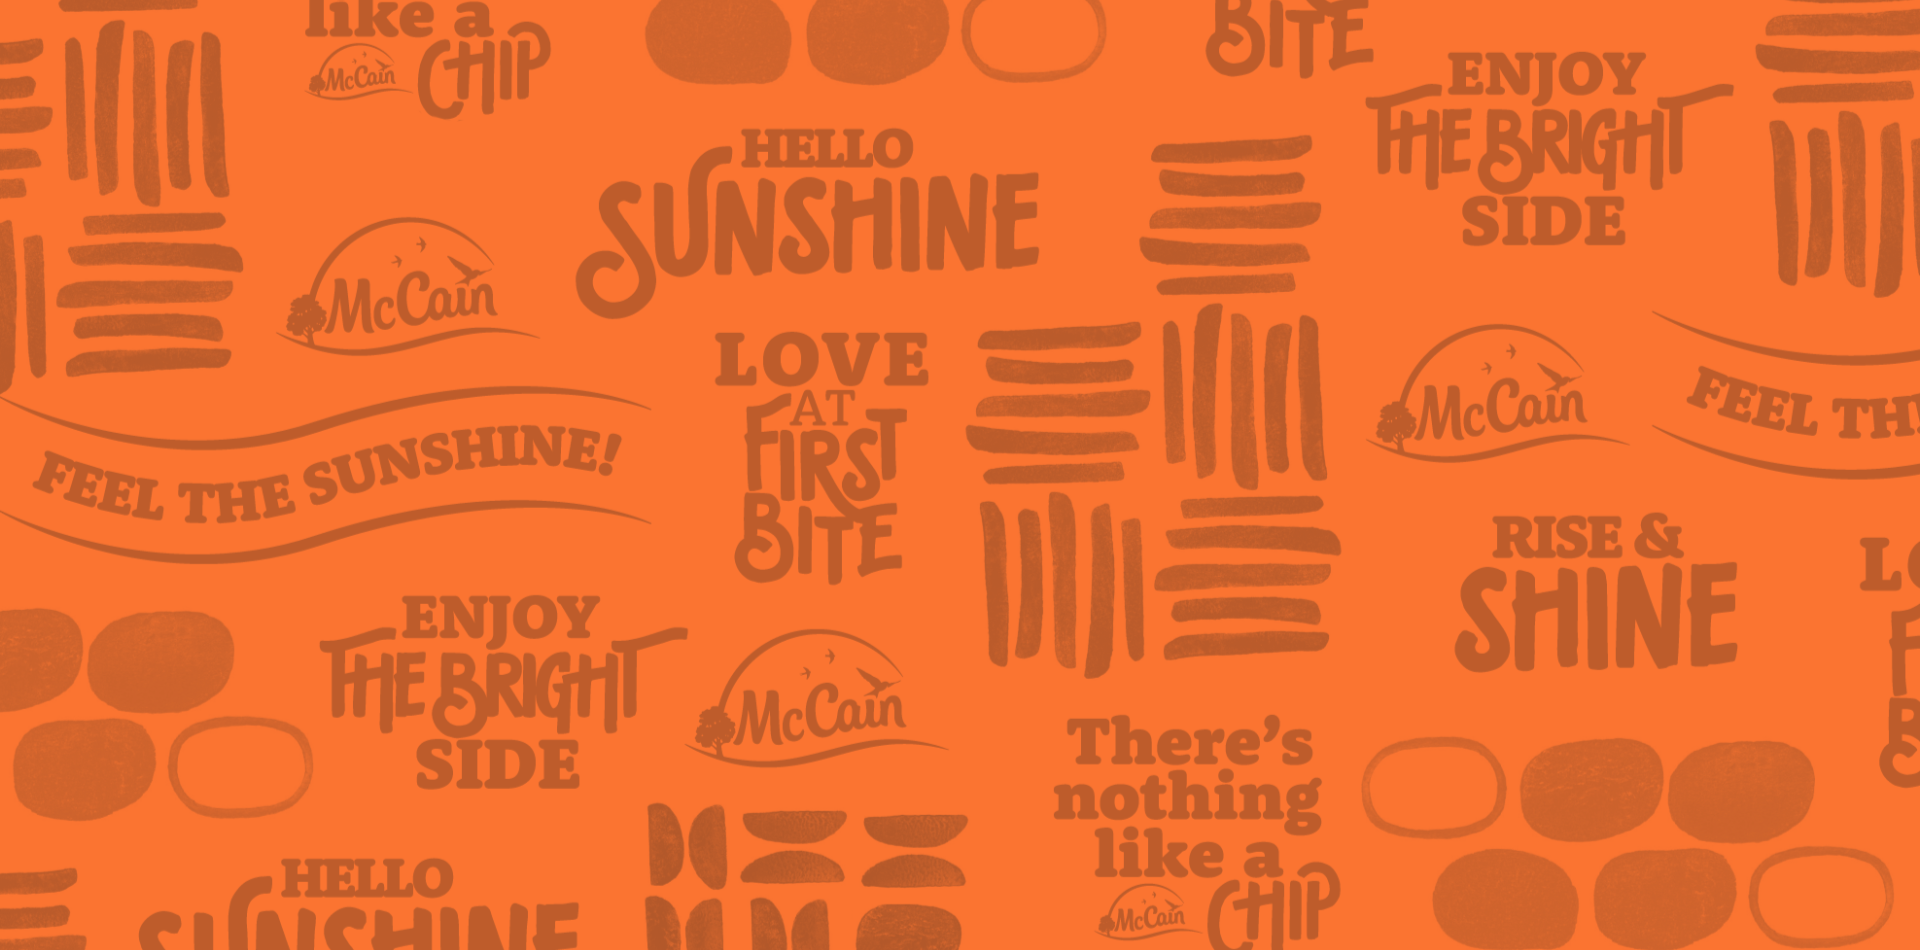 like a
McCain CHIP
BITE
ENJOY
THE BRIGHT
SIDE
HELLO
SUNSHINE
McCain
LOVE
AT
FIRST
BITE
McCain
FEEL TH
FEEL THE SUNSHINE!
RISE &
SHINE
LO
F
B
ENJOY
THE BRIGHT
SIDE
McCain
There's
nothing
like a
McCain CHIP
HELLO
SUNSHINE